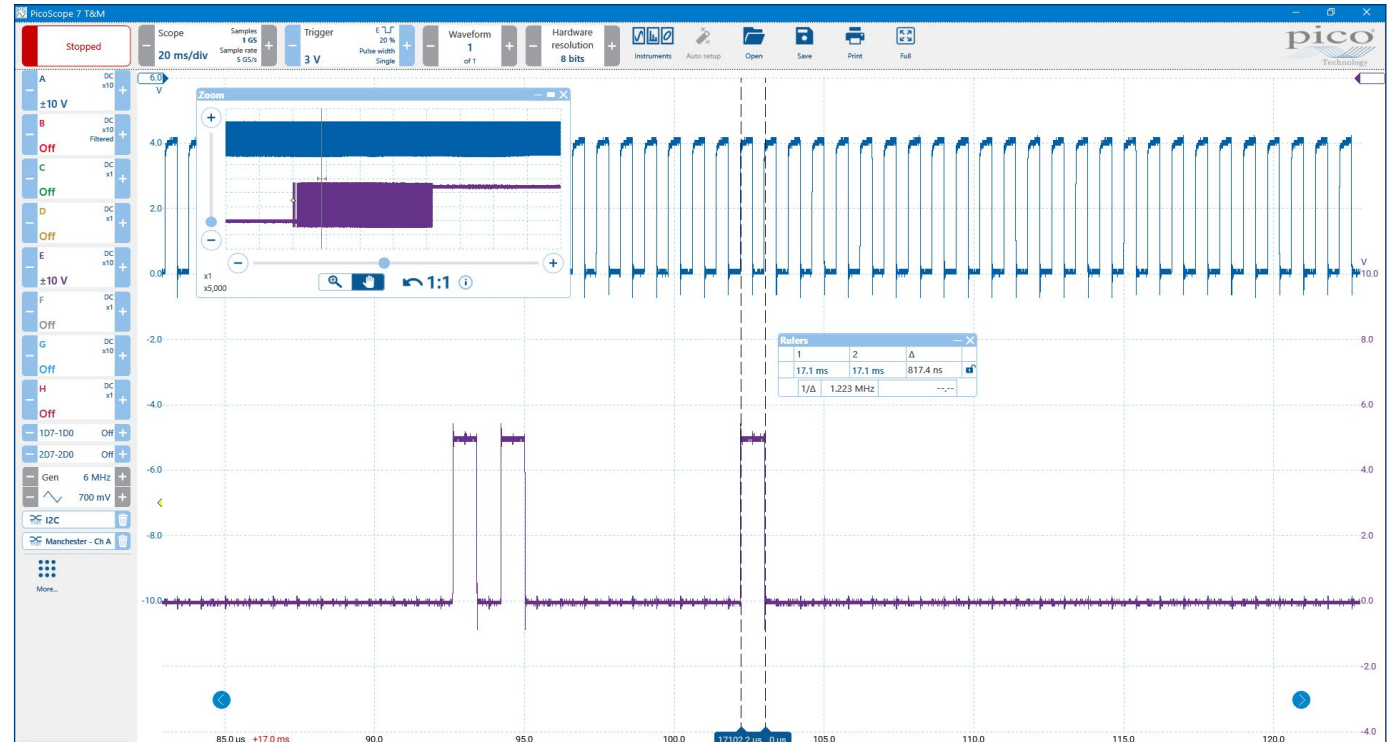 PicoScope 7 T&M
Stopped
Scope
20 ms/div
Samples
1 GS
Sample rate
5 GS/s
Trigger
3 V
E
20 %
Pulse width
Single
Waveform
1
of 1
Hardware
resolution
8 bits
Instruments
Auto setup
Open
Save
Print
Full
pico
Technology
A
DC
x10
±10 V
B
DC
x10
Filtered
Off
C
DC
x1
Off
D
DC
x1
Off
E
DC
x10
±10 V
F
DC
x1
Off
G
DC
x10
Off
H
DC
x1
Off
1D7-1D0 Off
2D7-2D0 Off
Gen 6 MHz
700 mV
I2C
Manchester - Ch A
More...
6.0
V
4.0
2.0
0.0
-2.0
-4.0
-6.0
-8.0
-10.0
Zoom
x1
x5,000
1:1
Rulers
1 2 Δ
17.1 ms 17.1 ms 817.4 ns
1/Δ 1.223 MHz --.--
V
10.0
8.0
6.0
4.0
2.0
0.0
-2.0
-4.0
85.0 us +17.0 ms 90.0 95.0 100.0 17102.2 us 105.0 110.0 115.0 120.0